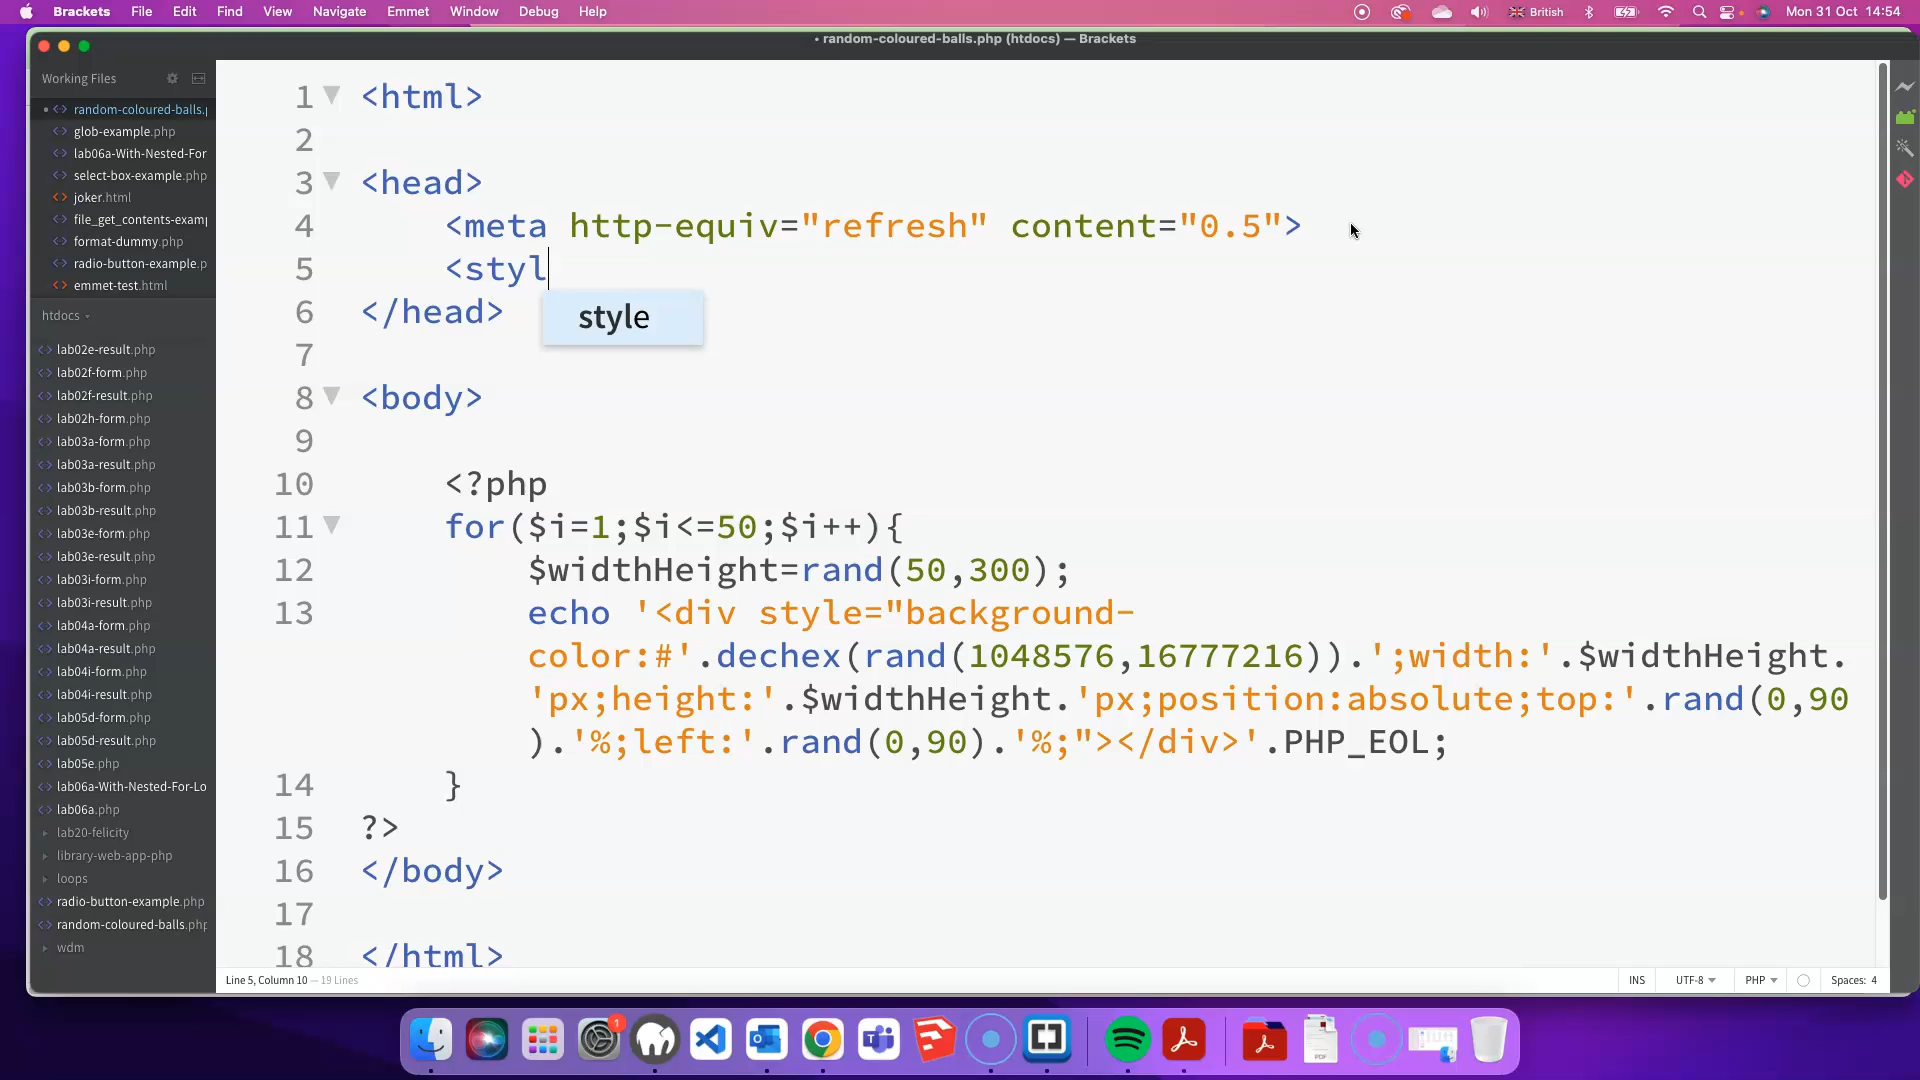 Brackets File Edit Find View Navigate Emmet Window Debug Help British Mon 31 Oct 14:54
• random-coloured-balls.php (htdocs) — Brackets
Working Files
random-coloured-balls.p
glob-example.php
lab06a-With-Nested-For
select-box-example.php
joker.html
file_get_contents-examp
format-dummy.php
radio-button-example.p
emmet-test.html
htdocs
lab02e-result.php
lab02f-form.php
lab02f-result.php
lab02h-form.php
lab03a-form.php
lab03a-result.php
lab03b-form.php
lab03b-result.php
lab03e-form.php
lab03e-result.php
lab03i-form.php
lab03i-result.php
lab04a-form.php
lab04a-result.php
lab04i-form.php
lab04i-result.php
lab05d-form.php
lab05d-result.php
lab05e.php
lab06a-With-Nested-For-Lo
lab06a.php
lab20-felicity
library-web-app-php
loops
radio-button-example.php
random-coloured-balls.php
wdm
1 <html>
2
3 <head>
4 <meta http-equiv="refresh" content="0.5">
5 <styl
style
6 </head>
7
8 <body>
9
10 <?php
11 for($i=1;$i<=50;$i++){
12 $widthHeight=rand(50,300);
13 echo '<div style="background-
color:#'.dechex(rand(1048576,16777216)).';width:'.$widthHeight.
'px;height:'.$widthHeight.'px;position:absolute;top:'.rand(0,90
).'%;left:'.rand(0,90).'%;"></div>'.PHP_EOL;
14 }
15 ?>
16 </body>
17
18 </html>
Line 5, Column 10 — 19 Lines INS UTF-8 PHP Spaces: 4
1
PDF